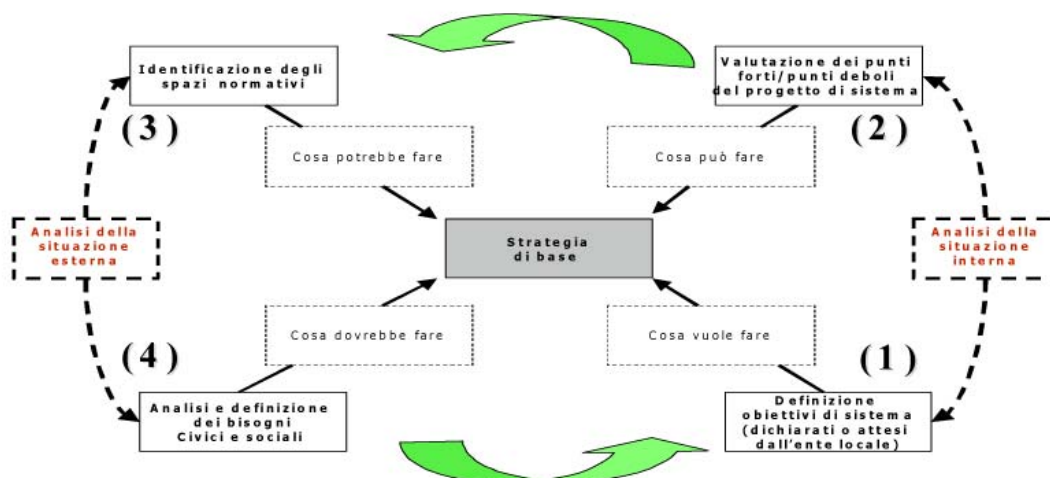 Identificazione degli
spazi normativi
Valutazione dei punti
forti/punti deboli
del progetto di sistema
(3)
(2)
Cosa potrebbe fare
Cosa può fare
Analisi della
situazione
esterna
Strategia
di base
Analisi della
situazione
interna
Cosa dovrebbe fare
Cosa vuole fare
(4)
(1)
Analisi e definizione
dei bisogni
Civici e sociali
Definizione
obiettivi di sistema
(dichiarati o attesi
dall'ente locale)